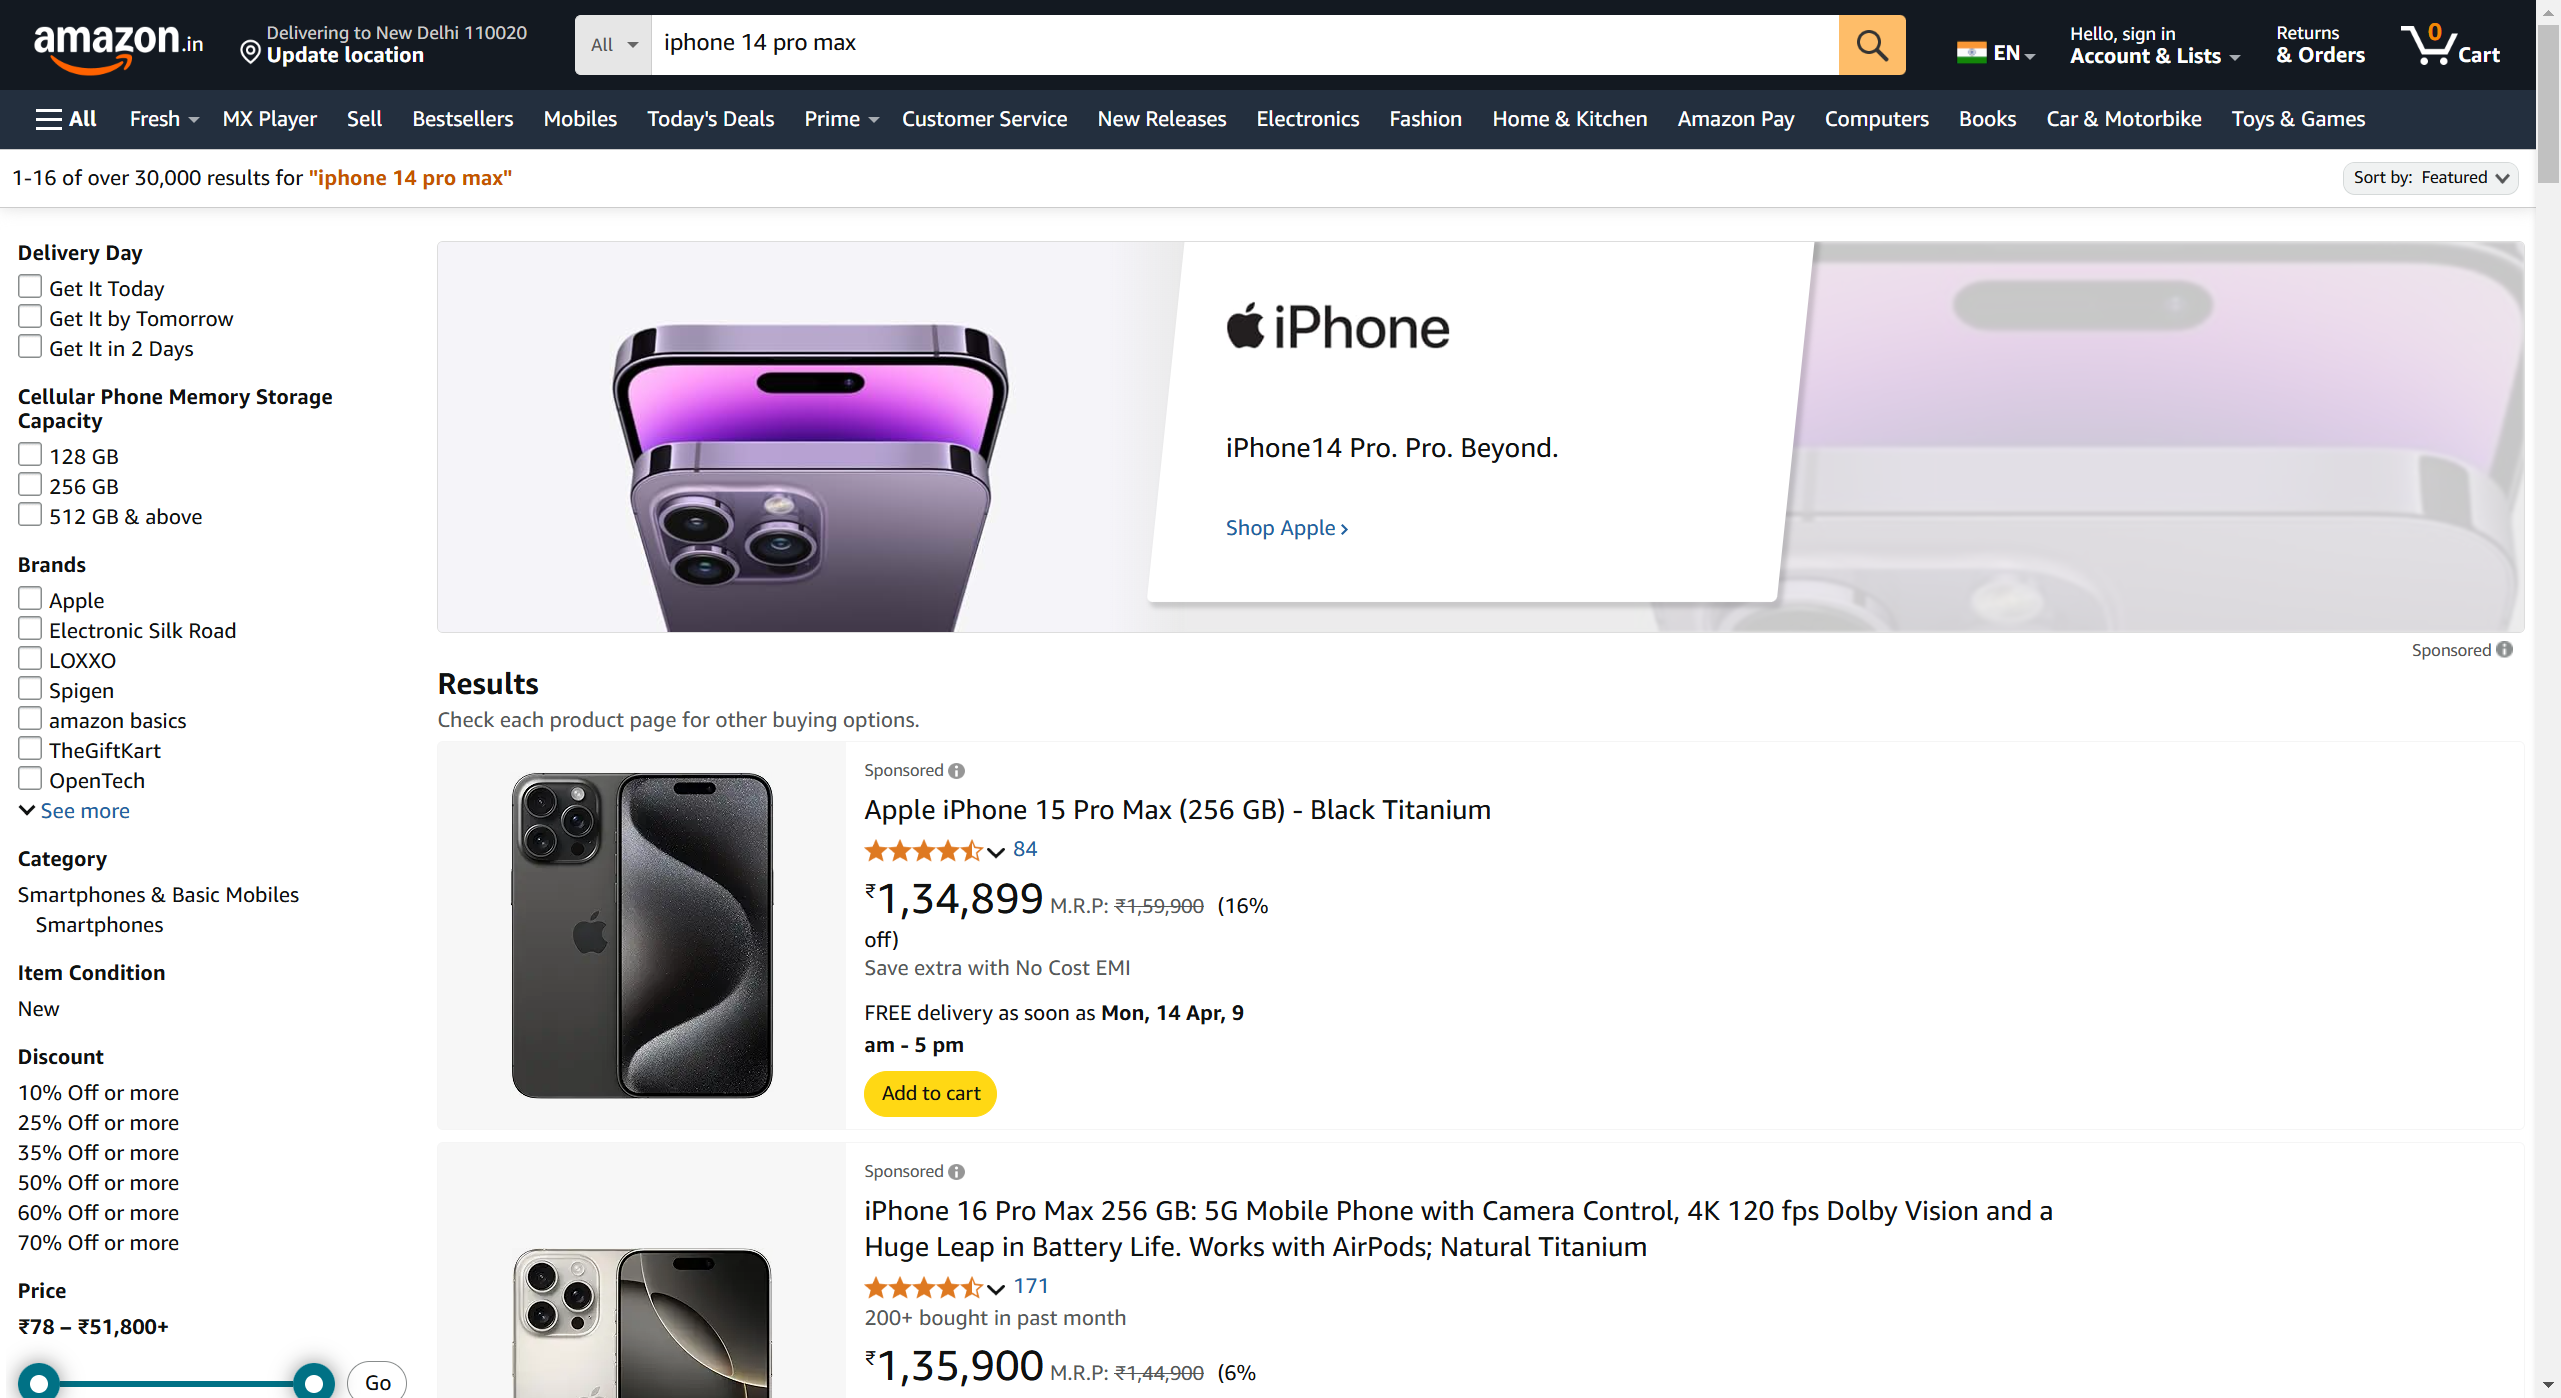 amazon.in
Delivering to New Delhi 110020
Update location
All
iphone 14 pro max
EN
Hello, sign in
Account & Lists
Returns
& Orders
0
Cart
All
Fresh
MX Player
Sell
Bestsellers
Mobiles
Today's Deals
Prime
Customer Service
New Releases
Electronics
Fashion
Home & Kitchen
Amazon Pay
Computers
Books
Car & Motorbike
Toys & Games
1-16 of over 30,000 results for "iphone 14 pro max"
Sort by: Featured
Delivery Day
Get It Today
Get It by Tomorrow
Get It in 2 Days
Cellular Phone Memory Storage
Capacity
128 GB
256 GB
512 GB & above
Brands
Apple
Electronic Silk Road
LOXXO
Spigen
amazon basics
TheGiftKart
OpenTech
See more
Category
Smartphones & Basic Mobiles
Smartphones
Item Condition
New
Discount
10% Off or more
25% Off or more
35% Off or more
50% Off or more
60% Off or more
70% Off or more
Price
₹78 – ₹51,800+
Go
iPhone
iPhone14 Pro. Pro. Beyond.
Shop Apple ›
Sponsored
Results
Check each product page for other buying options.
Sponsored
Apple iPhone 15 Pro Max (256 GB) - Black Titanium
84
₹1,34,899 M.R.P: ₹1,59,900 (16%
off)
Save extra with No Cost EMI
FREE delivery as soon as Mon, 14 Apr, 9
am - 5 pm
Add to cart
Sponsored
iPhone 16 Pro Max 256 GB: 5G Mobile Phone with Camera Control, 4K 120 fps Dolby Vision and a
Huge Leap in Battery Life. Works with AirPods; Natural Titanium
171
200+ bought in past month
₹1,35,900 M.R.P: ₹1,44,900 (6%